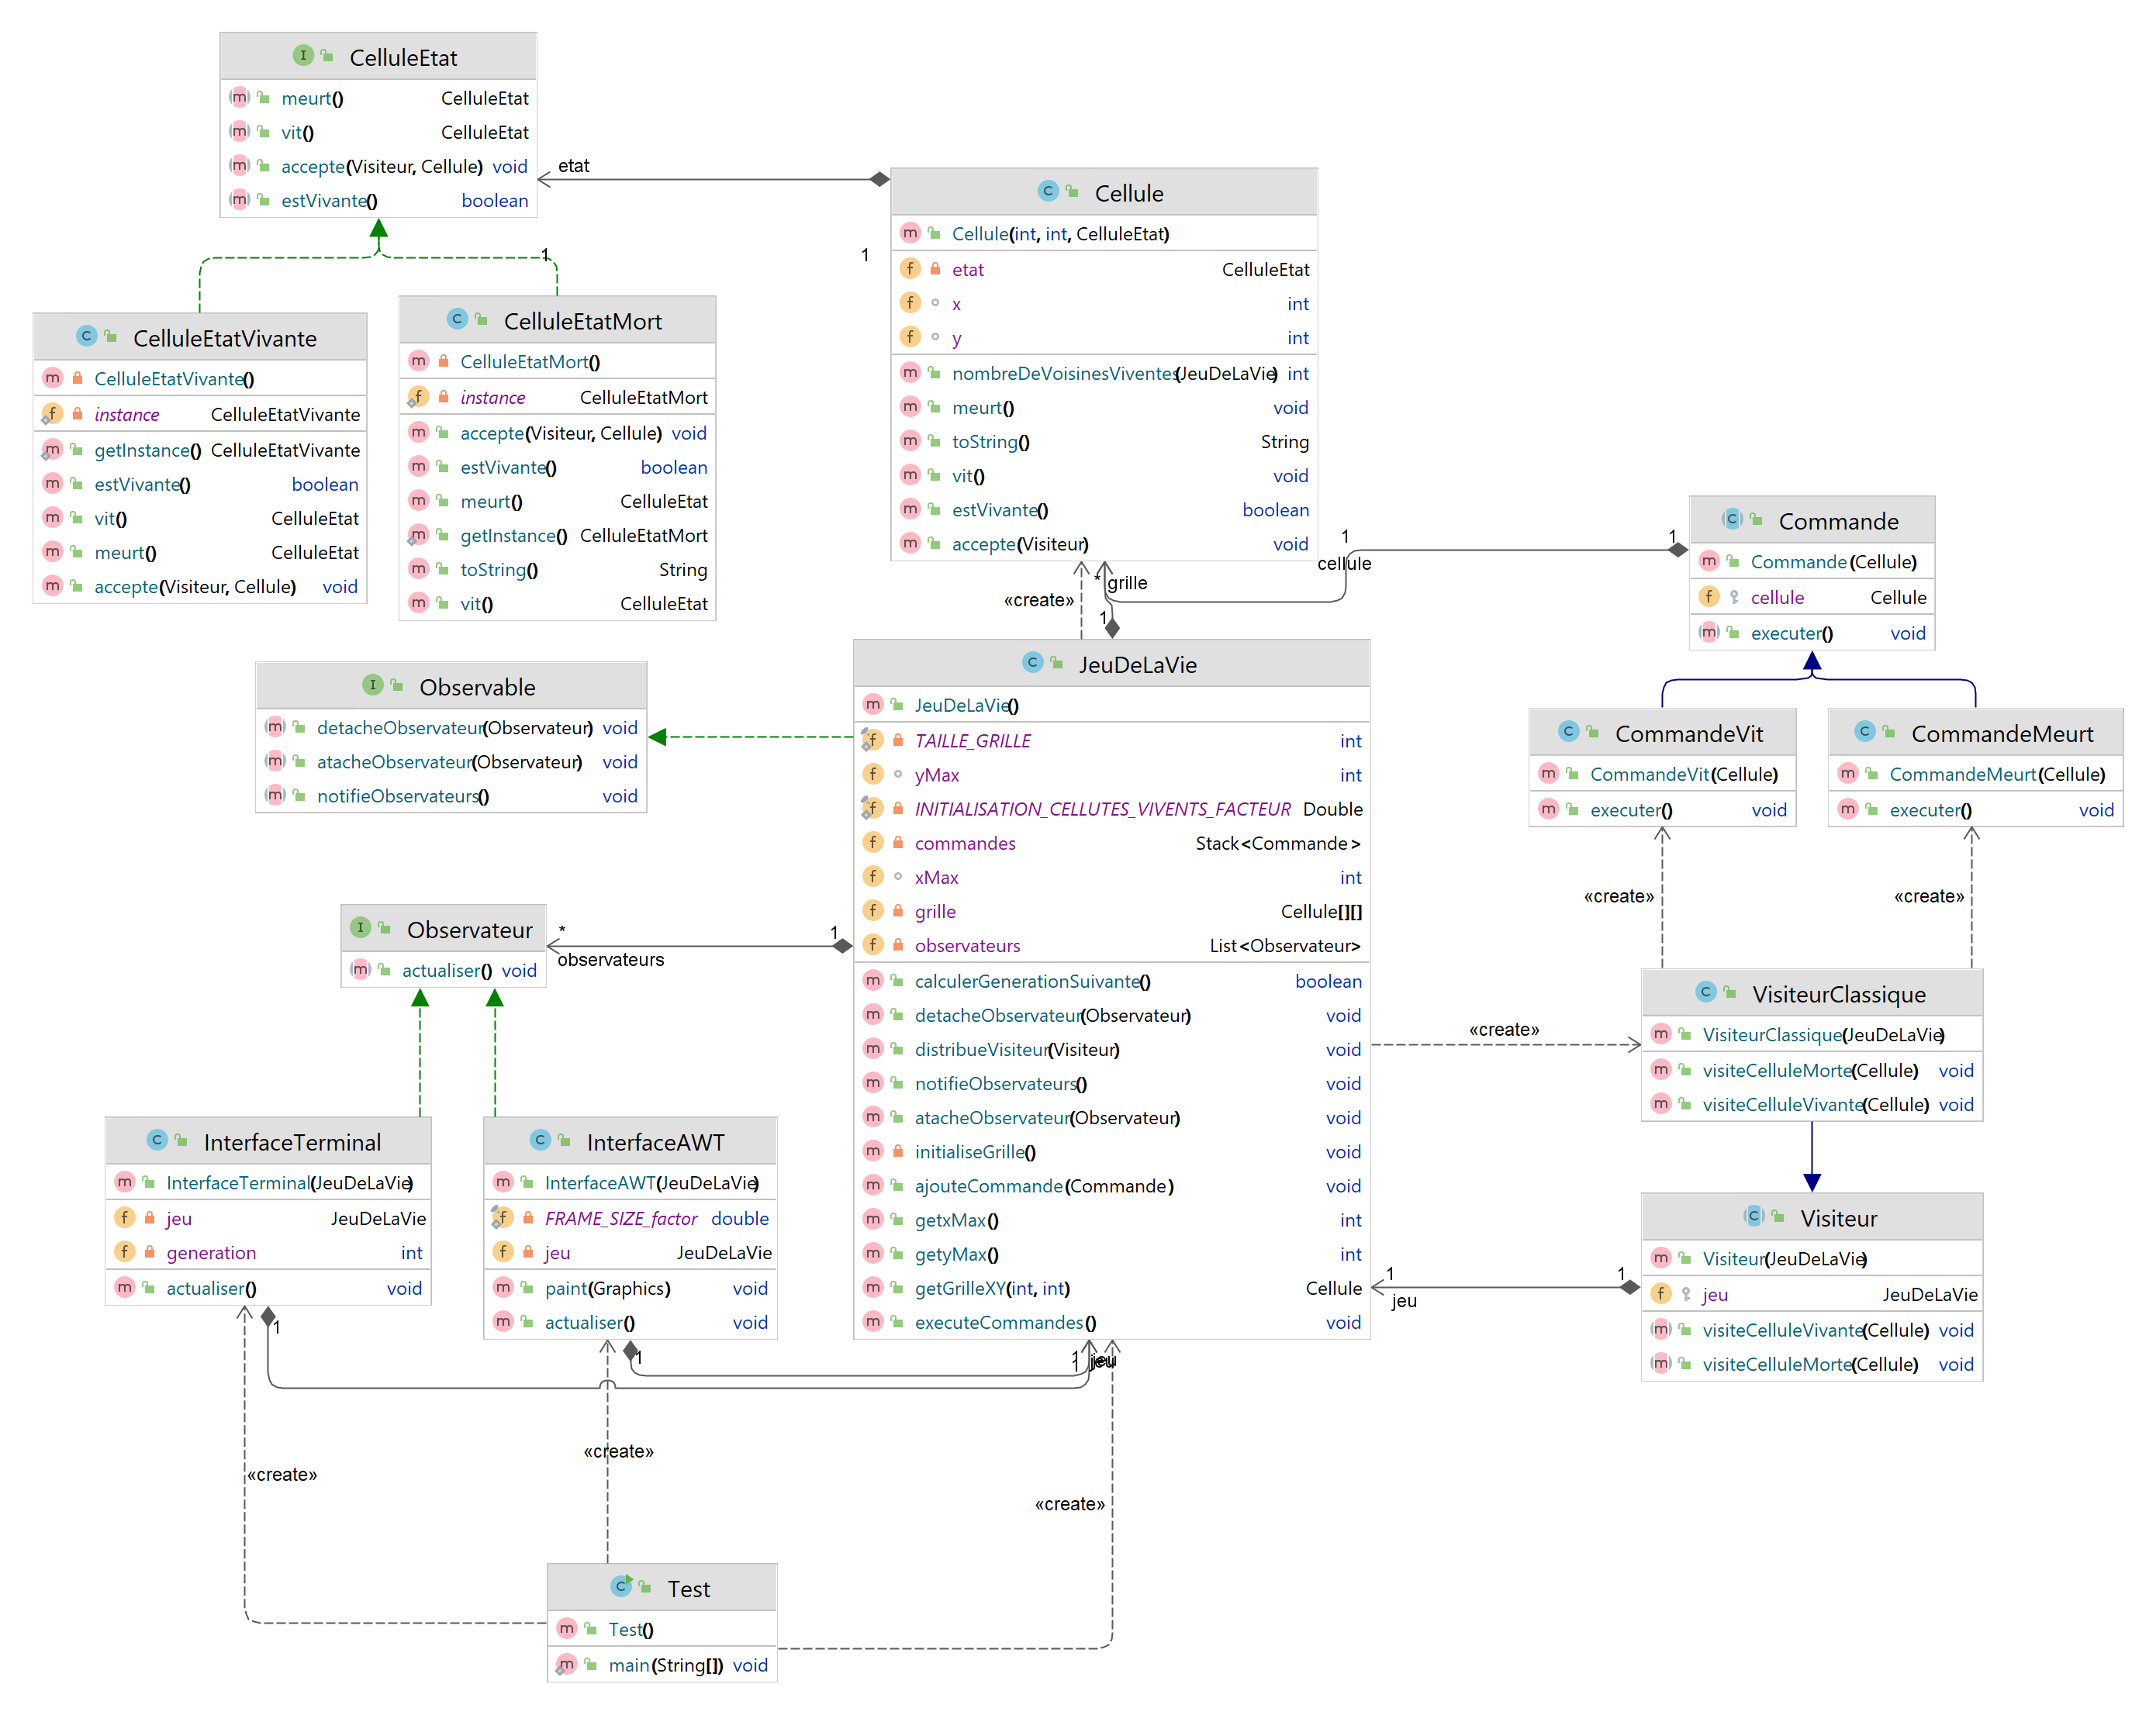 CelluleEtat
meurt() CelluleEtat
vit() CelluleEtat
accepte(Visiteur, Cellule) void
estVivante() boolean
etat
1
1
Cellule
Cellule(int, int, CelluleEtat)
etat CelluleEtat
x int
y int
nombreDeVoisinesViventes(JeuDeLaVie) int
meurt() void
toString() String
vit() void
estVivante() boolean
accepte(Visiteur) void
CelluleEtatVivante
CelluleEtatVivante()
instance CelluleEtatVivante
getInstance() CelluleEtatVivante
estVivante() boolean
vit() CelluleEtat
meurt() CelluleEtat
accepte(Visiteur, Cellule) void
CelluleEtatMort
CelluleEtatMort()
instance CelluleEtatMort
accepte(Visiteur, Cellule) void
estVivante() boolean
meurt() CelluleEtat
getInstance() CelluleEtatMort
toString() String
vit() CelluleEtat
1
1
cellule
Commande
Commande(Cellule)
cellule Cellule
executer() void
«create»
* grille
1
Observable
detacheObservateur(Observateur) void
atacheObservateur(Observateur) void
notifieObservateurs() void
JeuDeLaVie
JeuDeLaVie()
TAILLE_GRILLE int
yMax int
INITIALISATION_CELLUTES_VIVENTS_FACTEUR Double
commandes Stack<Commande>
xMax int
grille Cellule[][]
observateurs List<Observateur>
calculerGenerationSuivante() boolean
detacheObservateur(Observateur) void
distribueVisiteur(Visiteur) void
notifieObservateurs() void
atacheObservateur(Observateur) void
initialiseGrille() void
ajouteCommande(Commande) void
getxMax() int
getyMax() int
getGrilleXY(int, int) Cellule
executeCommandes() void
CommandeVit
CommandeVit(Cellule)
executer() void
CommandeMeurt
CommandeMeurt(Cellule)
executer() void
«create»
«create»
Observateur
actualiser() void
*
observateurs
1
«create»
VisiteurClassique
VisiteurClassique(JeuDeLaVie)
visiteCelluleMorte(Cellule) void
visiteCelluleVivante(Cellule) void
InterfaceTerminal
InterfaceTerminal(JeuDeLaVie)
jeu JeuDeLaVie
generation int
actualiser() void
InterfaceAWT
InterfaceAWT(JeuDeLaVie)
FRAME_SIZE_factor double
jeu JeuDeLaVie
paint(Graphics) void
actualiser() void
1
jeu
1
Visiteur
Visiteur(JeuDeLaVie)
jeu JeuDeLaVie
visiteCelluleVivante(Cellule) void
visiteCelluleMorte(Cellule) void
1
1
1 jeu
«create»
«create»
«create»
Test
Test()
main(String[]) void